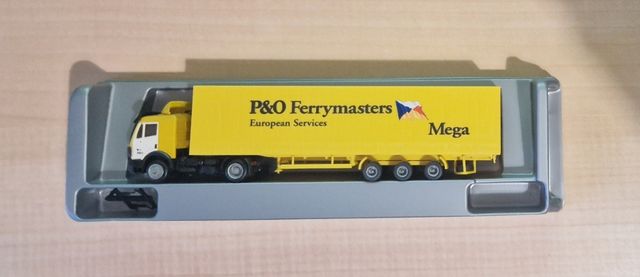 P&O Ferrymasters
European Services
Mega